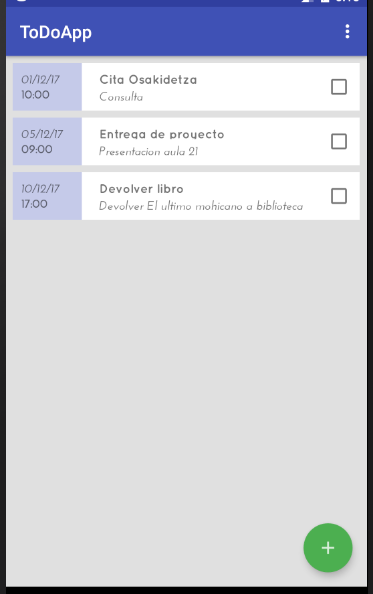 ToDoApp
01/12/17
10:00
Cita Osakidetza
Consulta
05/12/17
09:00
Entrega de proyecto
Presentacion aula 21
10/12/17
17:00
Devolver libro
Devolver El ultimo mohicano a biblioteca
+